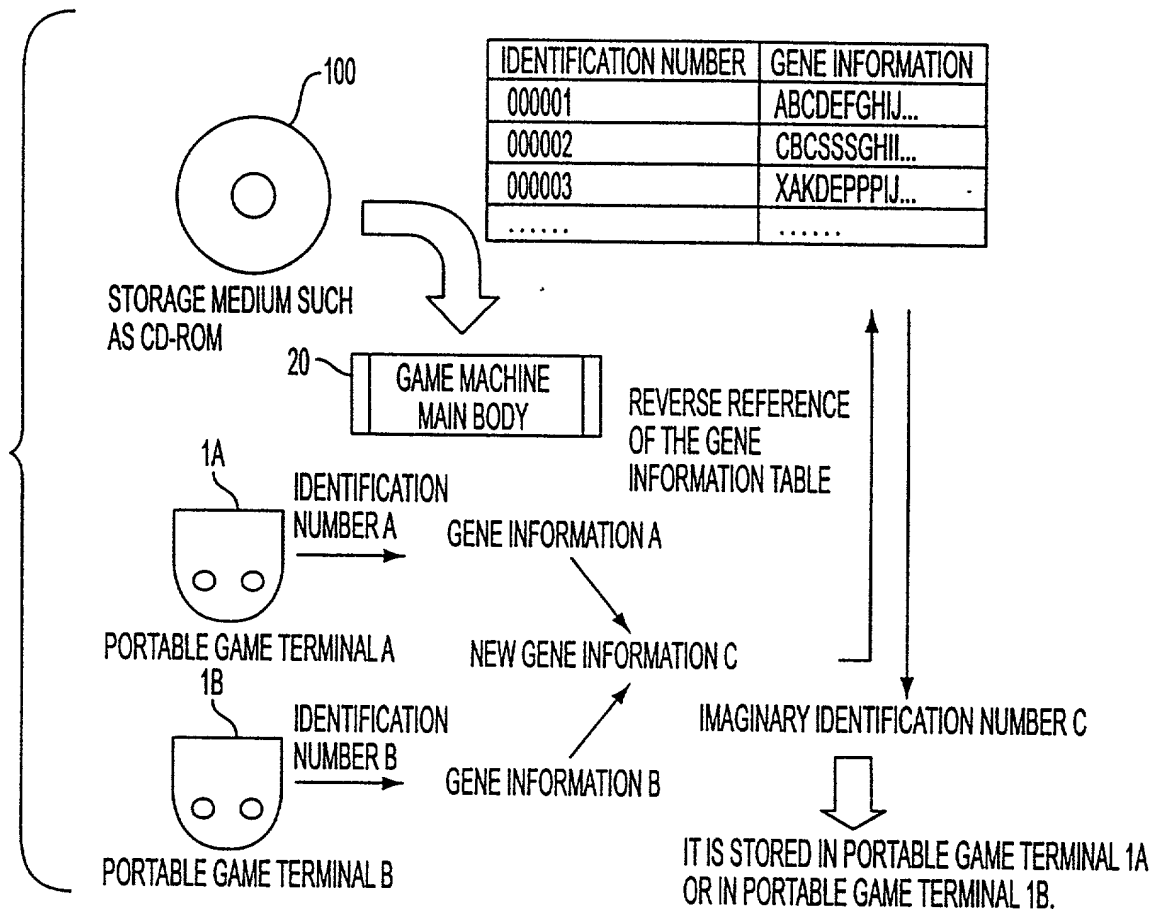 IDENTIFICATION NUMBER GENE INFORMATION
000001 ABCDEFGHIJ...
000002 CBCSSSGHII...
000003 XAKDEPPPIJ...
...... ......
100
STORAGE MEDIUM SUCH
AS CD-ROM
20
GAME MACHINE
MAIN BODY
REVERSE REFERENCE
OF THE GENE
INFORMATION TABLE
1A
IDENTIFICATION
NUMBER A
GENE INFORMATION A
PORTABLE GAME TERMINAL A
NEW GENE INFORMATION C
1B
IDENTIFICATION
NUMBER B
GENE INFORMATION B
PORTABLE GAME TERMINAL B
IMAGINARY IDENTIFICATION NUMBER C
IT IS STORED IN PORTABLE GAME TERMINAL 1A
OR IN PORTABLE GAME TERMINAL 1B.